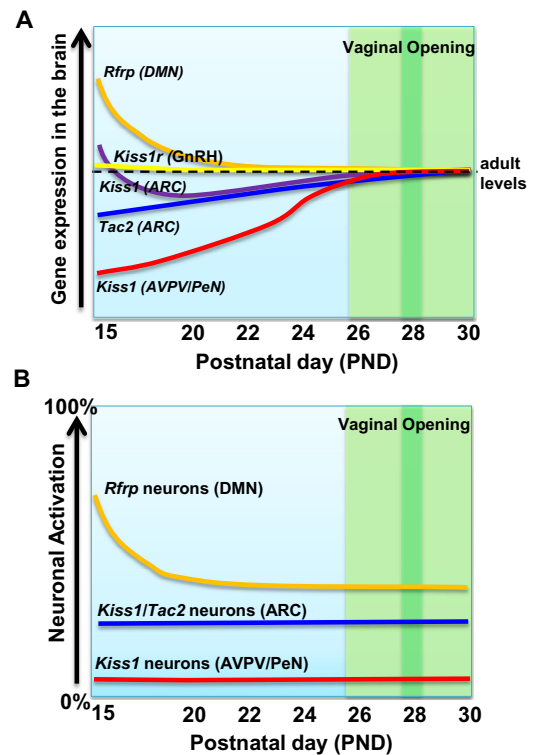 A
Gene expression in the brain
Vaginal Opening
Rfrp (DMN)
Kiss1r (GnRH)
adult
levels
Kiss1 (ARC)
Tac2 (ARC)
Kiss1 (AVPV/PeN)
15 20 22 24 26 28 30
Postnatal day (PND)
B
100%
Neuronal Activation
Vaginal Opening
Rfrp neurons (DMN)
Kiss1/Tac2 neurons (ARC)
Kiss1 neurons (AVPV/PeN)
0%
15 20 22 24 26 28 30
Postnatal day (PND)